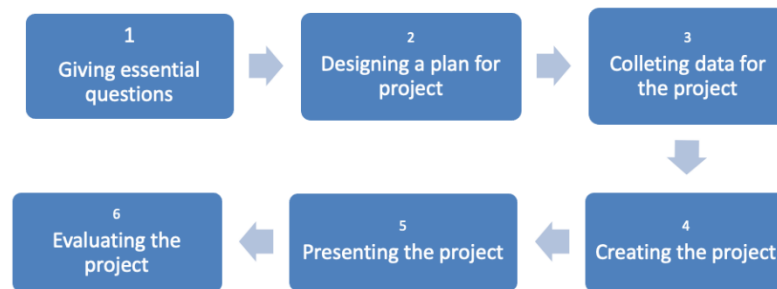 1
Giving essential
questions
2
Designing a plan for
project
3
Colleting data for
the project
4
Creating the project
5
Presenting the project
6
Evaluating the
project